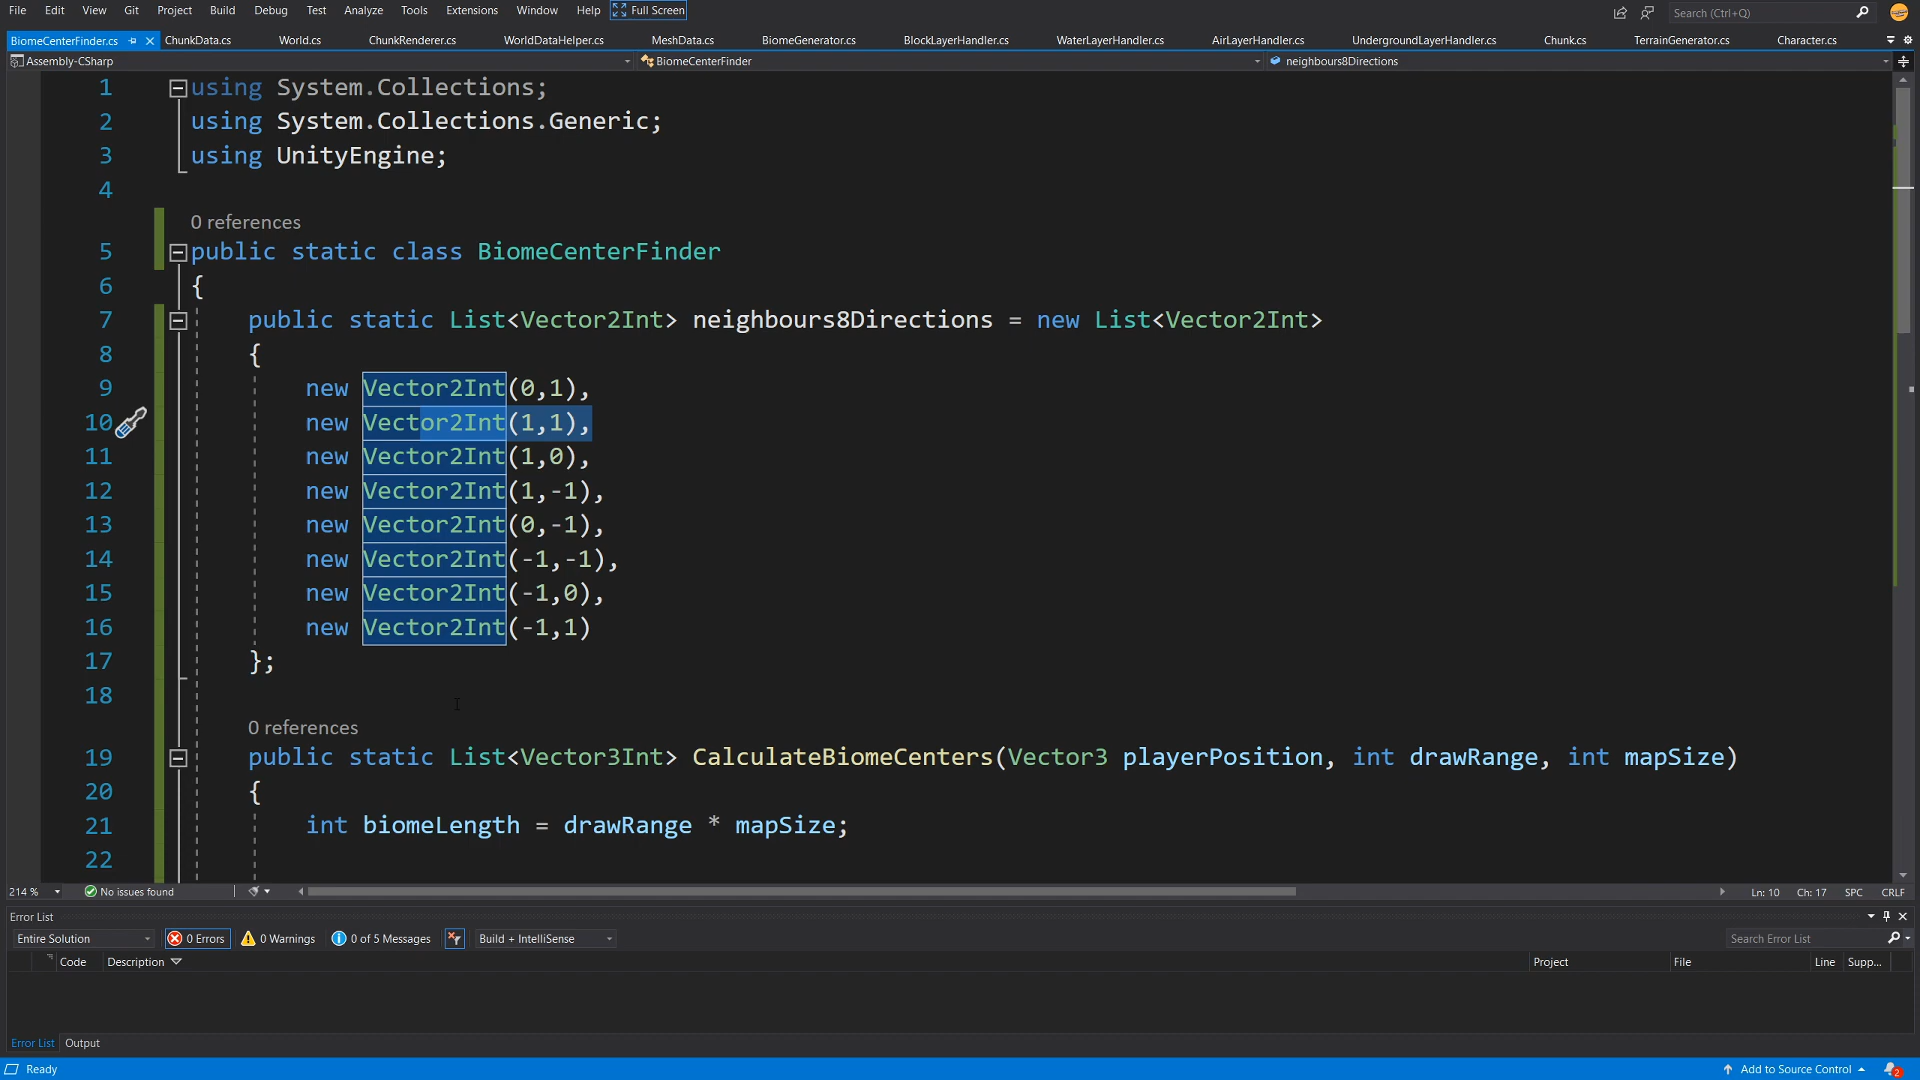 File Edit View Git Project Build Debug Test Analyze Tools Extensions Window Help Full Screen Search (Ctrl+Q)
BiomeCenterFinder.cs ChunkData.cs World.cs ChunkRenderer.cs WorldDataHelper.cs MeshData.cs BiomeGenerator.cs BlockLayerHandler.cs WaterLayerHandler.cs AirLayerHandler.cs UndergroundLayerHandler.cs Chunk.cs TerrainGenerator.cs Character.cs
Assembly-CSharp BiomeCenterFinder neighbours8Directions
1 using System.Collections;
2 using System.Collections.Generic;
3 using UnityEngine;
4
0 references
5 public static class BiomeCenterFinder
6 {
7 public static List<Vector2Int> neighbours8Directions = new List<Vector2Int>
8 {
9 new Vector2Int(0,1),
10 new Vector2Int(1,1),
11 new Vector2Int(1,0),
12 new Vector2Int(1,-1),
13 new Vector2Int(0,-1),
14 new Vector2Int(-1,-1),
15 new Vector2Int(-1,0),
16 new Vector2Int(-1,1)
17 };
18
0 references
19 public static List<Vector3Int> CalculateBiomeCenters(Vector3 playerPosition, int drawRange, int mapSize)
20 {
21 int biomeLength = drawRange * mapSize;
22
214 % No issues found Ln: 10 Ch: 17 SPC CRLF
Error List
Entire Solution 0 Errors 0 Warnings 0 of 5 Messages Build + IntelliSense Search Error List
Code Description Project File Line Supp...
Error List Output
Ready Add to Source Control 2